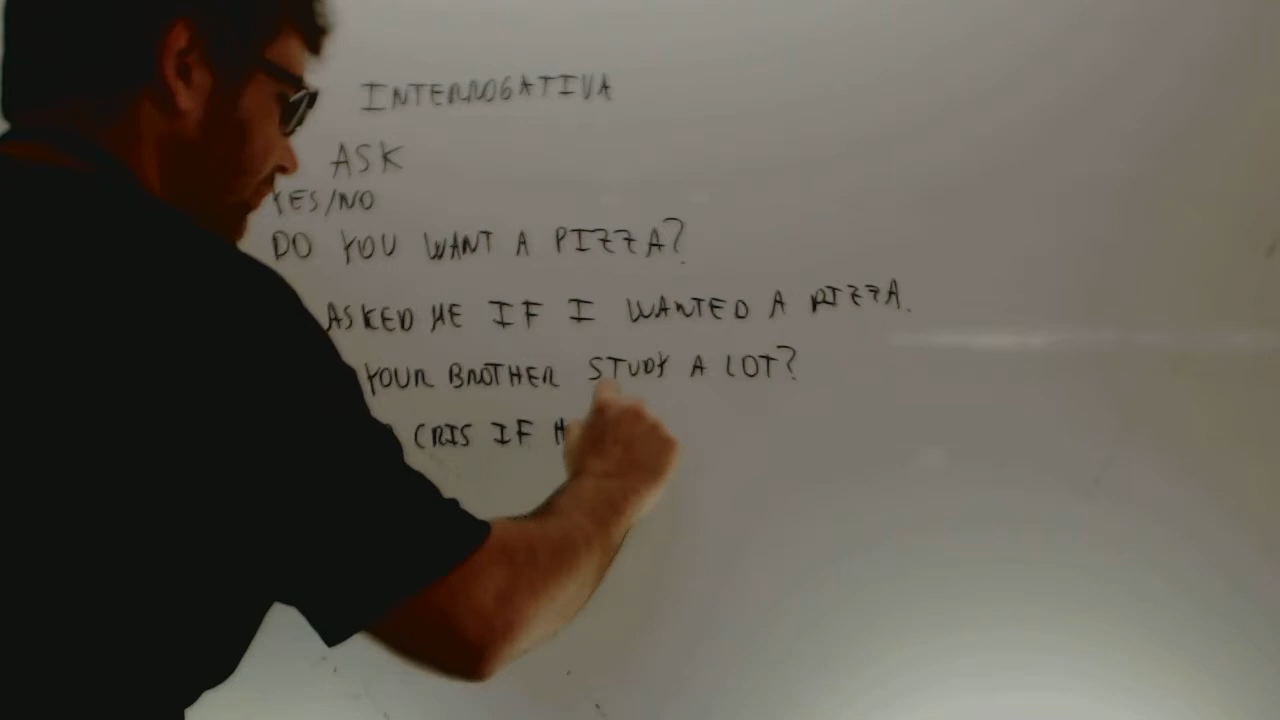 INTERROGATIVA
ASK
YES/NO
DO YOU WANT A PIZZA?
ASKED ME IF I WANTED A PIZZA.
YOUR BROTHER STUDY A LOT?
CRIS IF H